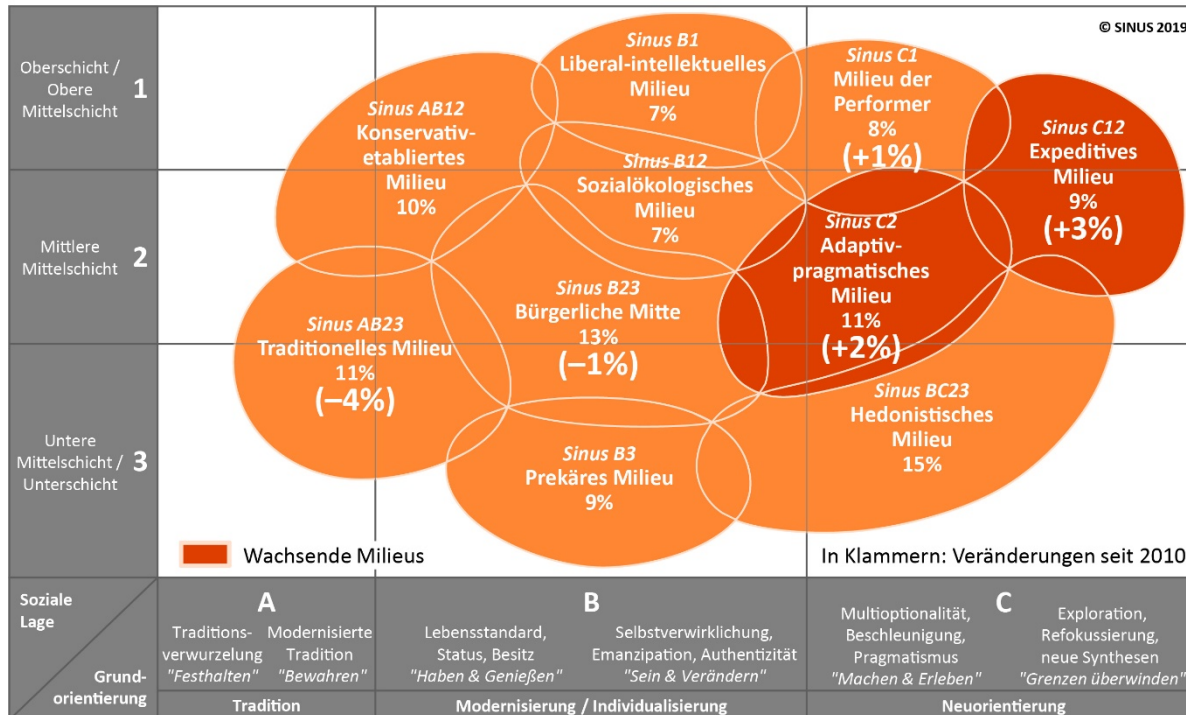 © SINUS 2019
Oberschicht /
Obere
Mittelschicht
1
Sinus B1
Liberal-intellektuelles
Milieu
7%
Sinus C1
Milieu der
Performer
8%
(+1%)
Sinus AB12
Konservativ-
etabliertes
Milieu
10%
Sinus C12
Expeditives
Milieu
9%
(+3%)
Sinus B12
Sozialökologisches
Milieu
7%
Mittlere
Mittelschicht
2
Sinus C2
Adaptiv-
pragmatisches
Milieu
11%
(+2%)
Sinus B23
Bürgerliche Mitte
13%
(–1%)
Sinus AB23
Traditionelles Milieu
11%
(–4%)
Untere
Mittelschicht /
Unterschicht
3
Sinus BC23
Hedonistisches
Milieu
15%
Sinus B3
Prekäres Milieu
9%
Wachsende Milieus
In Klammern: Veränderungen seit 2010
Soziale
Lage
Grund-
orientierung
A
Traditions-
verwurzelung
"Festhalten"
Modernisierte
Tradition
"Bewahren"
Tradition
B
Lebensstandard,
Status, Besitz
"Haben & Genießen"
Selbstverwirklichung,
Emanzipation, Authentizität
"Sein & Verändern"
Modernisierung / Individualisierung
C
Multioptionalität,
Beschleunigung,
Pragmatismus
"Machen & Erleben"
Exploration,
Refokussierung,
neue Synthesen
"Grenzen überwinden"
Neuorientierung